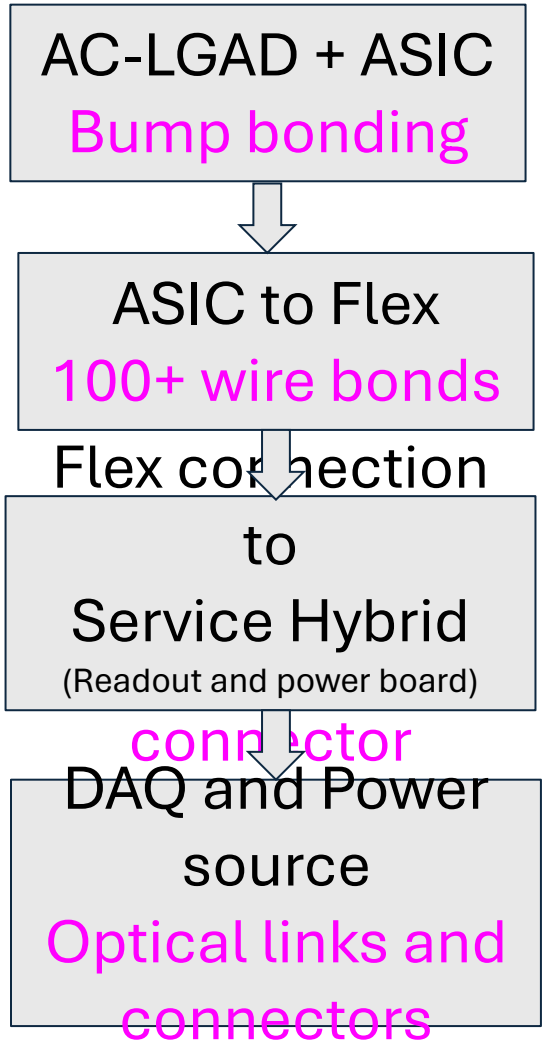 AC-LGAD + ASIC
Bump bonding
ASIC to Flex
100+ wire bonds
Flex connection
to
Service Hybrid
(Readout and power board)
connector
DAQ and Power
source
Optical links and
connectors